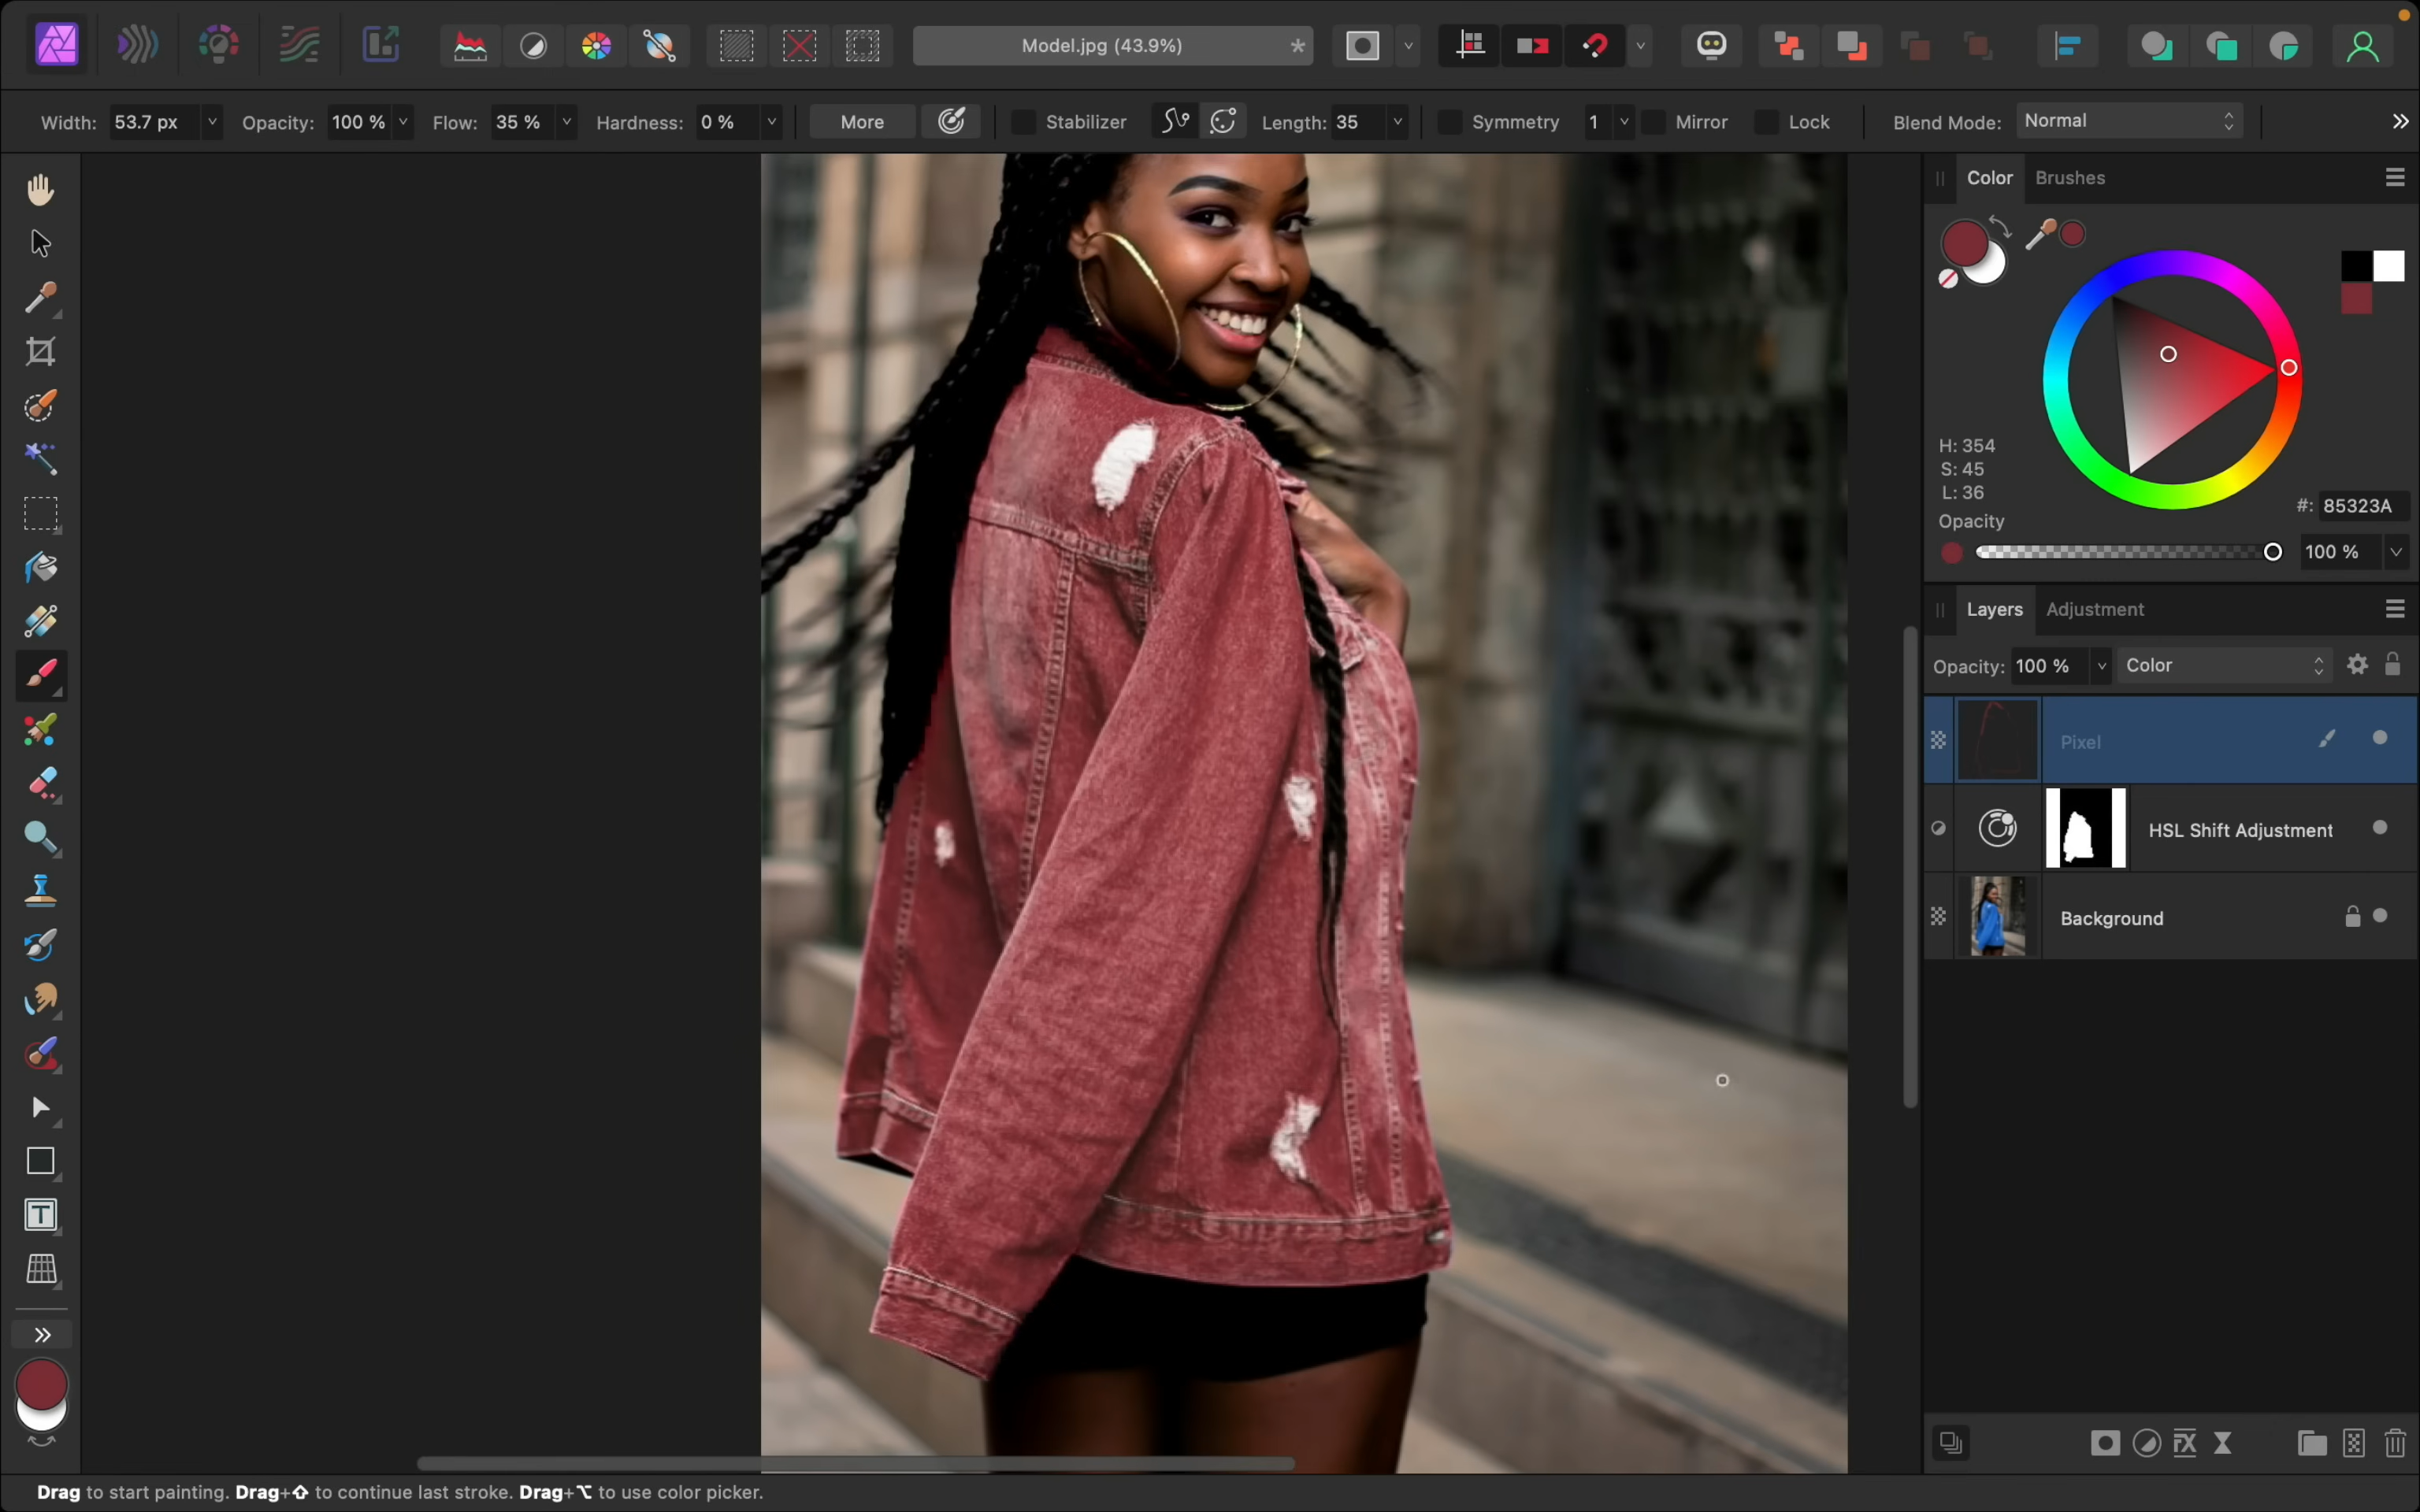 Model.jpg (43.9%) *
Width: 53.7 px Opacity: 100 % Flow: 35 % Hardness: 0 % More Stabilizer Length: 35 Symmetry 1 Mirror Lock Blend Mode: Normal
Color Brushes
H: 354
S: 45
L: 36
#: 85323A
Opacity
100 %
Layers Adjustment
Opacity: 100 % Color
Pixel
HSL Shift Adjustment
Background
T
FX
Drag to start painting. Drag+⇧ to continue last stroke. Drag+⌥ to use color picker.